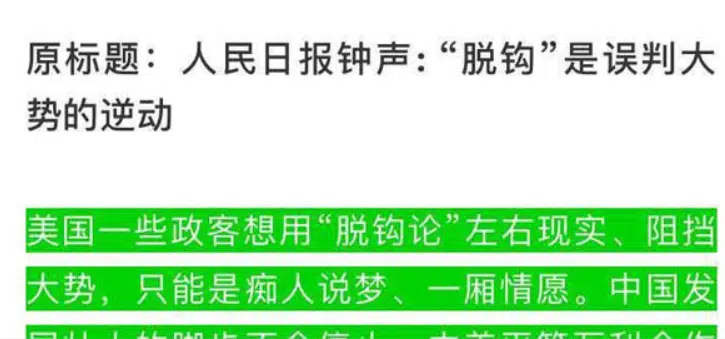 原标题：人民日报钟声：“脱钩”是误判大
势的逆动
美国一些政客想用“脱钩论”左右现实、阻挡
大势，只能是痴人说梦、一厢情愿。中国发